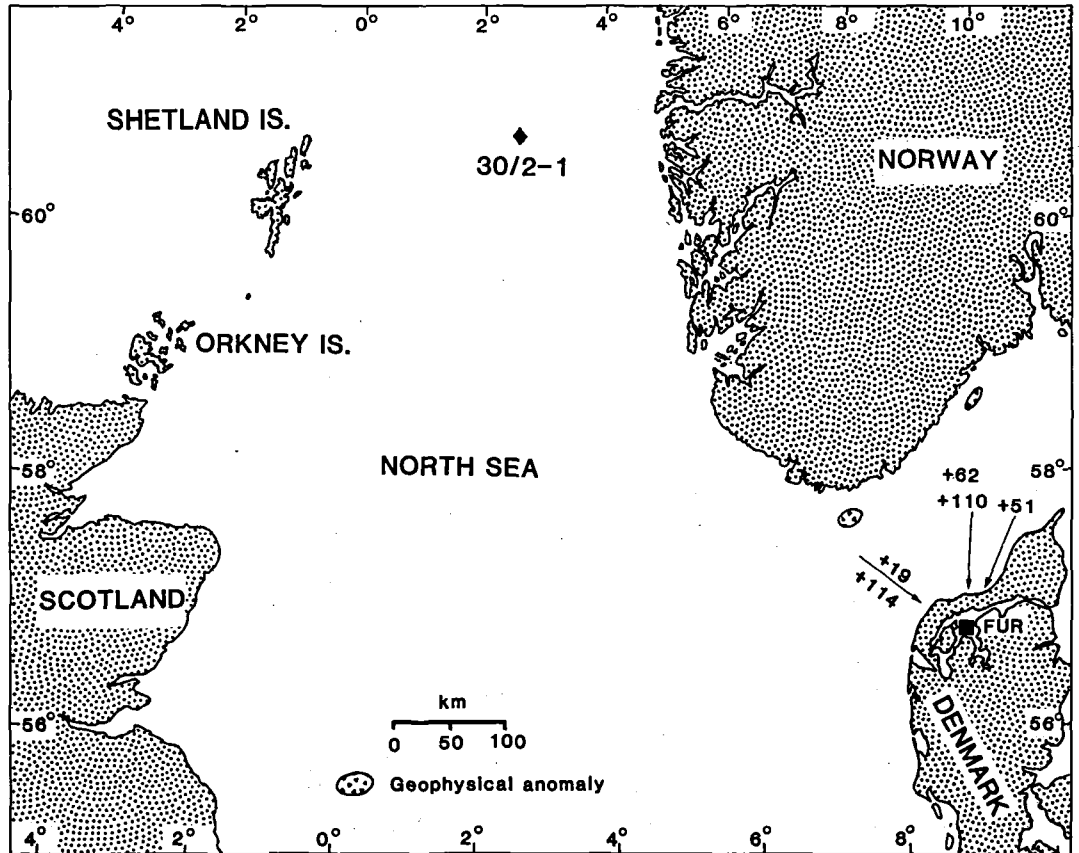 4° 2° 0° 2° 4° 6° 8° 10°
SHETLAND IS.
30/2-1
NORWAY
60° 60°
ORKNEY IS.
NORTH SEA
58° 58°
+62
+110 +51
+19
+114
SCOTLAND
FUR
DENMARK
km
0 50 100
56° 56°
Geophysical anomaly
4° 2° 0° 2° 4° 6° 8°